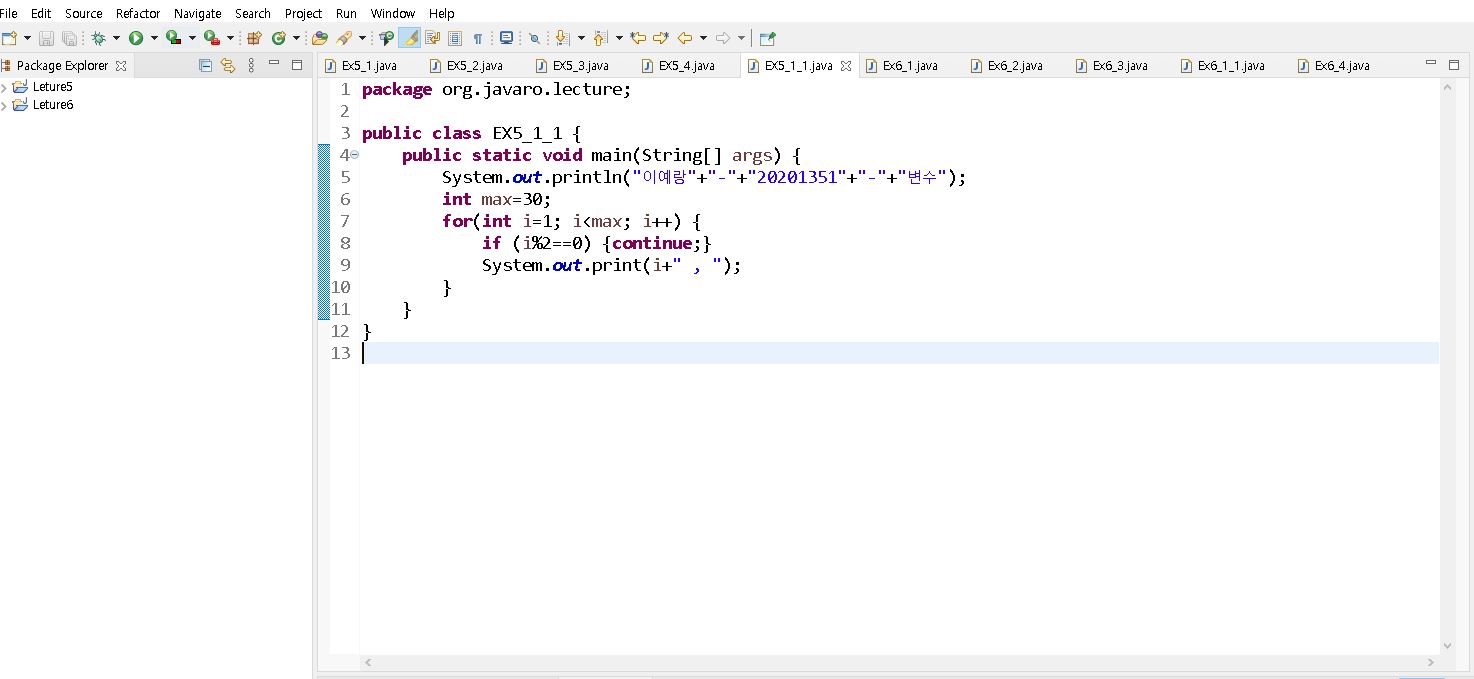 File Edit Source Refactor Navigate Search Project Run Window Help
Package Explorer
Leture5
Leture6
Ex5_1.java Ex5_2.java Ex5_3.java Ex5_4.java EX5_1_1.java Ex6_1.java Ex6_2.java Ex6_3.java Ex6_1_1.java Ex6_4.java
1 package org.javaro.lecture;
2
3 public class EX5_1_1 {
4 public static void main(String[] args) {
5 System.out.println("이예랑"+"-"+"20201351"+"-"+"변수");
6 int max=30;
7 for(int i=1; i<max; i++) {
8 if (i%2==0) {continue;}
9 System.out.print(i+" , ");
10 }
11 }
12 }
13